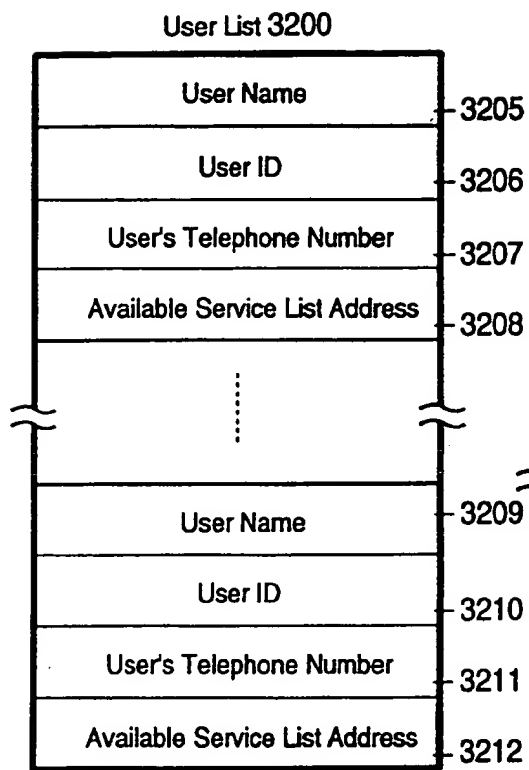 User List 3200
User Name
3205
User ID
3206
User's Telephone Number
3207
Available Service List Address
3208
User Name
3209
User ID
3210
User's Telephone Number
3211
Available Service List Address
3212